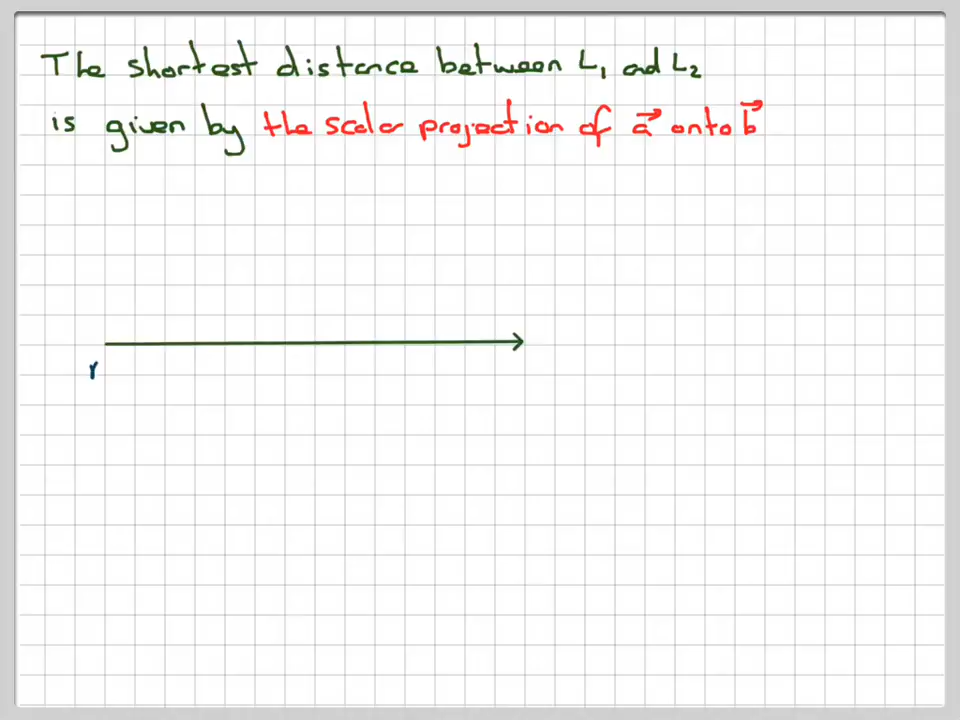 The shortest distance between L₁ and L₂
is given by the scalar projection of a⃗ onto b⃗